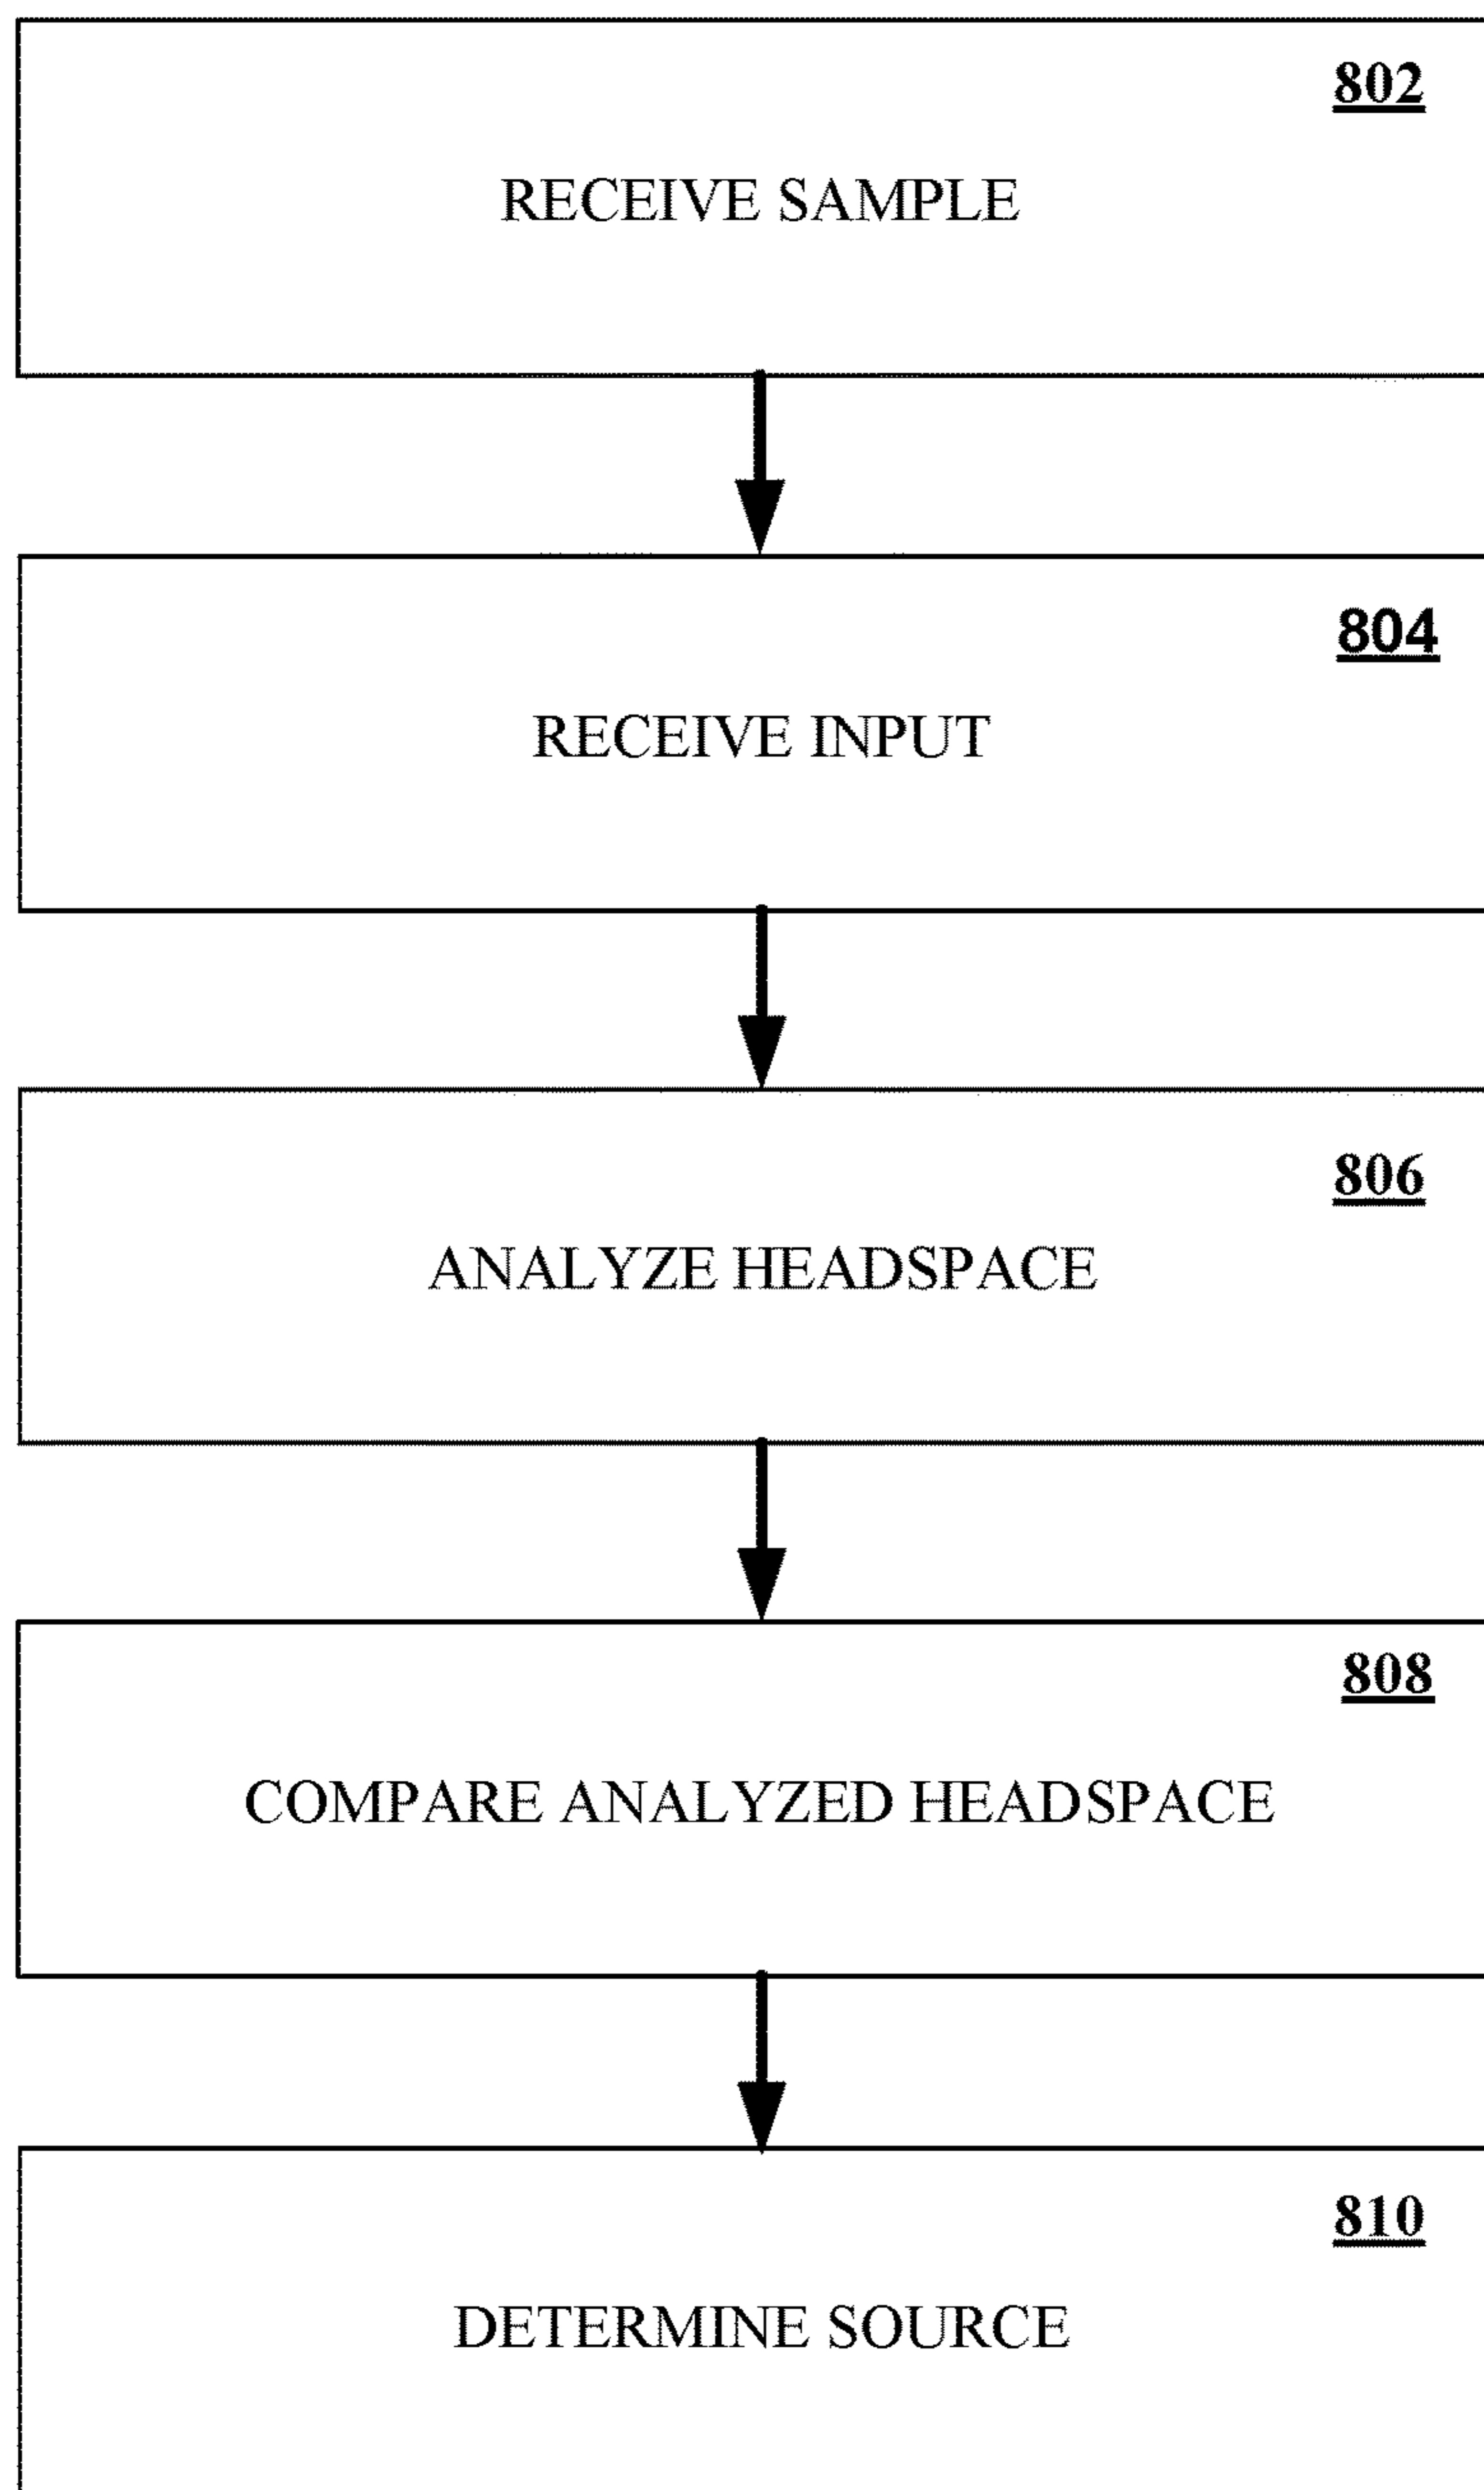 802
RECEIVE SAMPLE
804
RECEIVE INPUT
806
ANALYZE HEADSPACE
808
COMPARE ANALYZED HEADSPACE
810
DETERMINE SOURCE